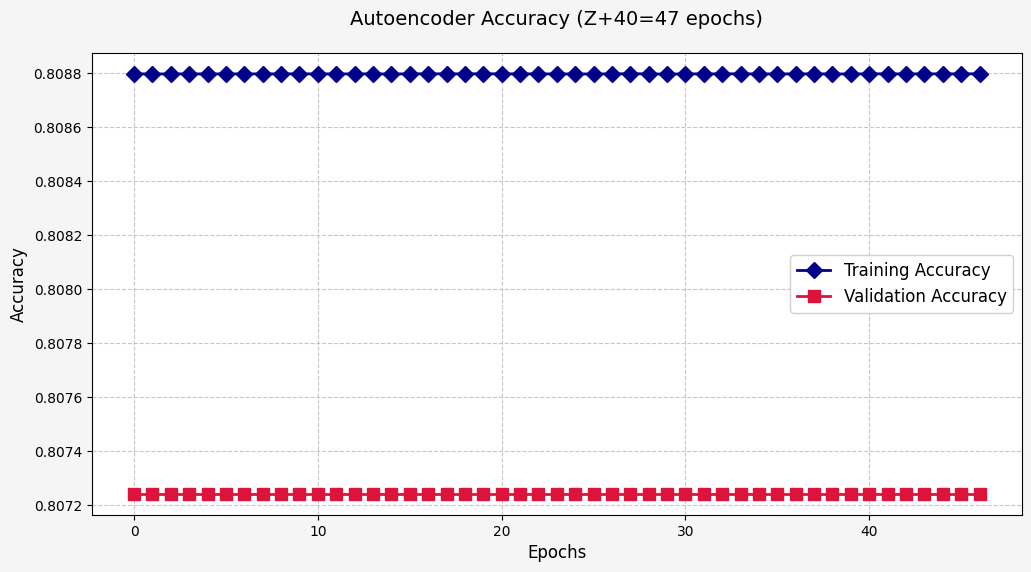 Autoencoder Accuracy (Z+40=47 epochs)
Accuracy
0.8088
0.8086
0.8084
0.8082
0.8080
0.8078
0.8076
0.8074
0.8072
Training Accuracy
Validation Accuracy
0 10 20 30 40
Epochs